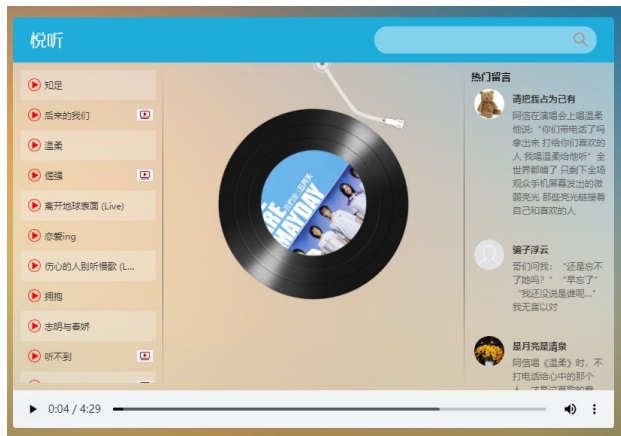 悦听
知足
后来的我们
温柔
倔强
离开地球表面 (Live)
恋爱ing
伤心的人别听慢歌 (L...
拥抱
志明与春娇
听不到
五月天
MAYDAY
热门留言
请把我占为己有
阿信在演唱会上唱温柔
他说:“你们带电话了吗
拿出来 打给你们喜欢的
人 我唱温柔给他听”全
世界都暗了 只剩下全场
观众手机屏幕发出的微
弱亮光 那些亮光链接着
自己和喜欢的人
骗子浮云
哥们问我: “还是忘不
了她吗？” “早忘了”
“我还没说是谁呢...”
我无言以对
是月亮是清泉
阿信唱《温柔》时，不
打电话给心中的那个
0:04 / 4:29